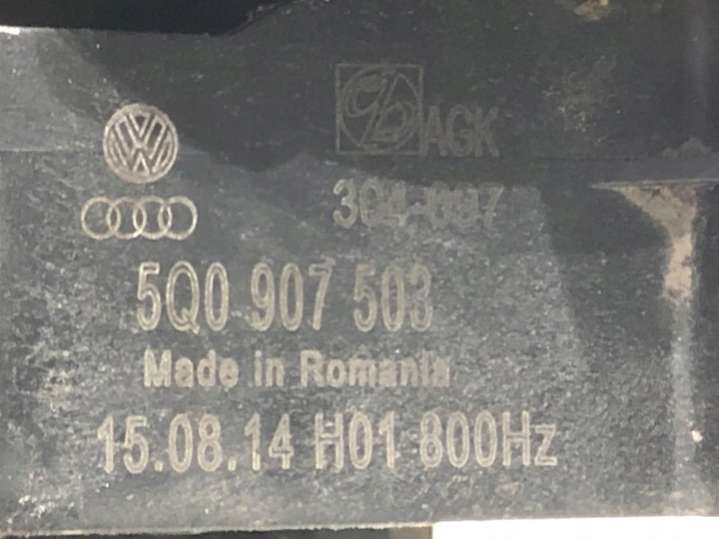 AGK
5Q0 907 503
Made in Romania
15.08.14 H01 800Hz